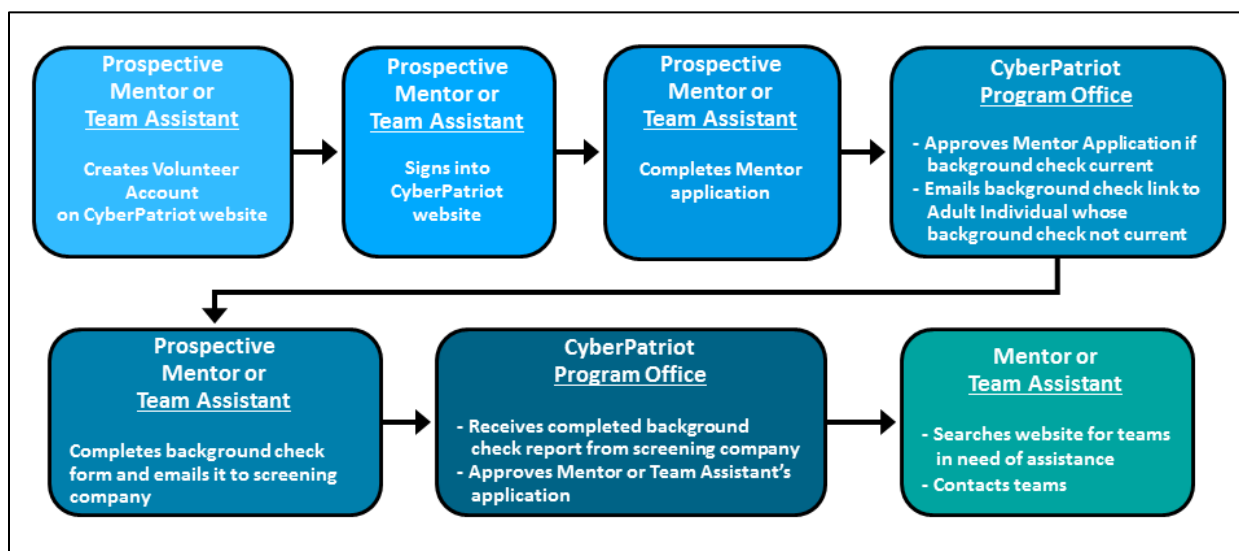 Prospective
Mentor or
Team Assistant
Creates Volunteer
Account
on CyberPatriot website
Prospective
Mentor or
Team Assistant
Signs into
CyberPatriot
website
Prospective
Mentor or
Team Assistant
Completes Mentor
application
CyberPatriot
Program Office
- Approves Mentor Application if
background check current
- Emails background check link to
Adult Individual whose
background check not current
Prospective
Mentor or
Team Assistant
Completes background check
form and emails it to screening
company
CyberPatriot
Program Office
- Receives completed background
check report from screening company
- Approves Mentor or Team Assistant's
application
Mentor or
Team Assistant
- Searches website for teams
in need of assistance
- Contacts teams